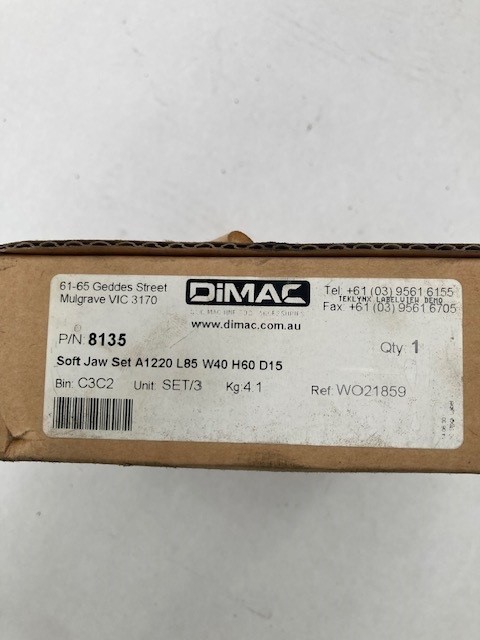 61-65 Geddes Street
Mulgrave VIC 3170
DiMAC
www.dimac.com.au
Tel: +61 (03) 9561 6155
TEKLYNX LABELVIEW DEMO
Fax: +61 (03) 9561 6705
P/N: 8135
Qty: 1
Soft Jaw Set A1220 L85 W40 H60 D15
Bin: C3C2 Unit: SET/3 Kg: 4.1
Ref: WO21859